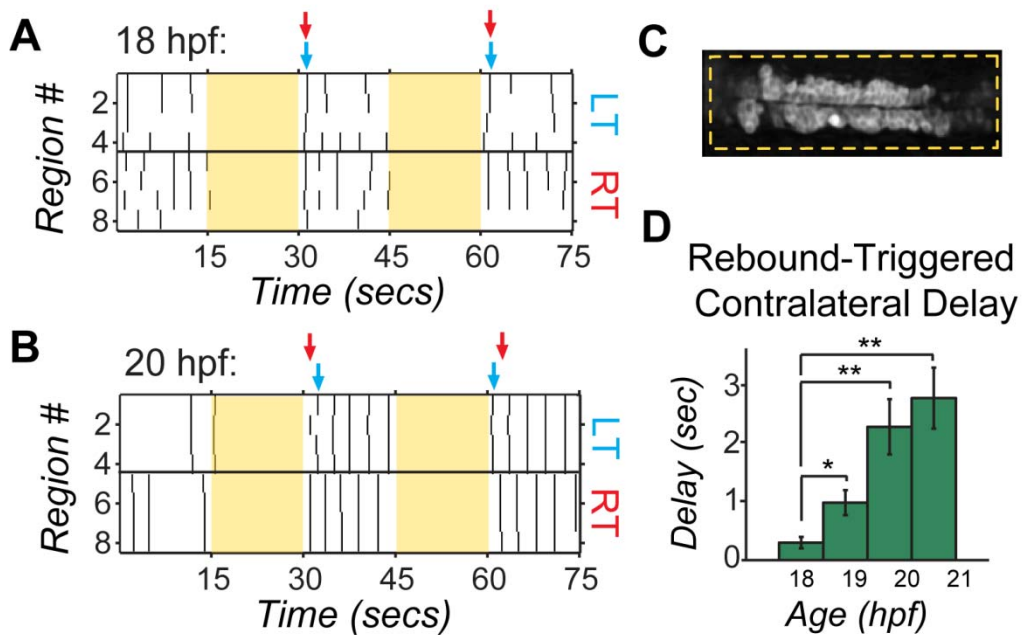 A
18 hpf:
Region #
2
4
6
8
LT
RT
15
30
45
60
75
Time (secs)
B
20 hpf:
Region #
2
4
6
8
LT
RT
15
30
45
60
75
Time (secs)
C
D
Rebound-Triggered
Contralateral Delay
Delay (sec)
3
2
1
0
*
**
**
18
19
20
21
Age (hpf)